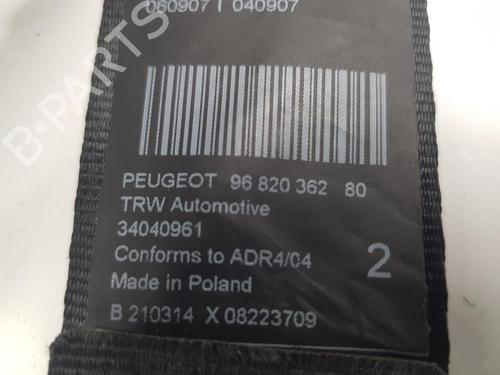 060907 I 040907
PEUGEOT 96 820 362 80
TRW Automotive
34040961
Conforms to ADR4/04
2
Made in Poland
B 210314 X 08223709
B-PARTS